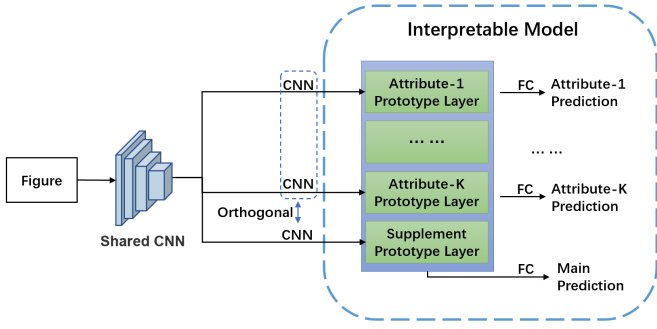 Interpretable Model
Figure
Shared CNN
CNN
CNN
Orthogonal
CNN
Attribute-1
Prototype Layer
... ...
Attribute-K
Prototype Layer
Supplement
Prototype Layer
FC
Attribute-1
Prediction
... ...
FC
Attribute-K
Prediction
FC
Main
Prediction